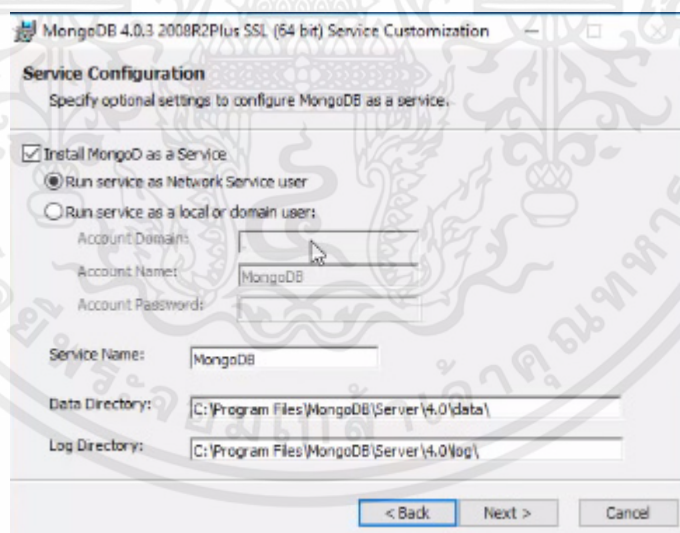 MongoDB 4.0.3 2008R2Plus SSL (64 bit) Service Customization
Service Configuration
Specify optional settings to configure MongoDB as a service.
Install MongoD as a Service
Run service as Network Service user
Run service as a local or domain user:
Account Domain: .
Account Name: MongoDB
Account Password:
Service Name: MongoDB
Data Directory: C:\Program Files\MongoDB\Server\4.0\data\
Log Directory: C:\Program Files\MongoDB\Server\4.0\log\
< Back Next > Cancel